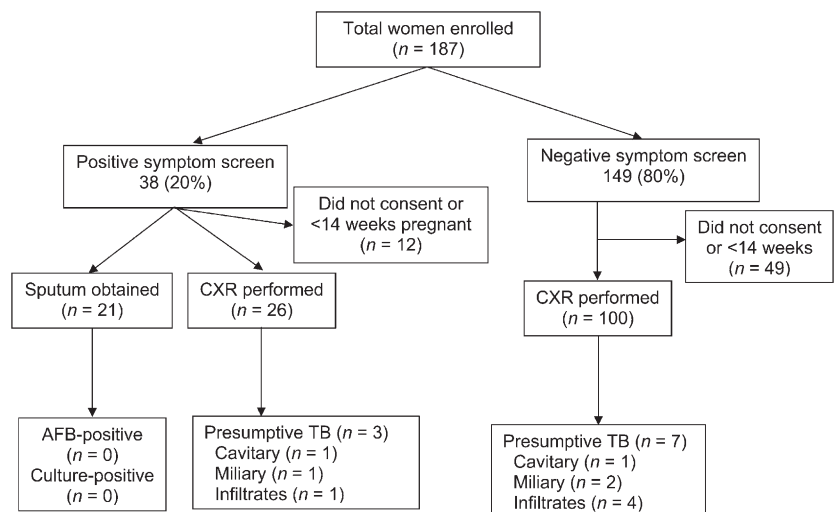 Total women enrolled
(n = 187)
Positive symptom screen
38 (20%)
Negative symptom screen
149 (80%)
Did not consent or
<14 weeks pregnant
(n = 12)
Did not consent
or <14 weeks
(n = 49)
Sputum obtained
(n = 21)
CXR performed
(n = 26)
CXR performed
(n = 100)
AFB-positive
(n = 0)
Culture-positive
(n = 0)
Presumptive TB (n = 3)
Cavitary (n = 1)
Miliary (n = 1)
Infiltrates (n = 1)
Presumptive TB (n = 7)
Cavitary (n = 1)
Miliary (n = 2)
Infiltrates (n = 4)